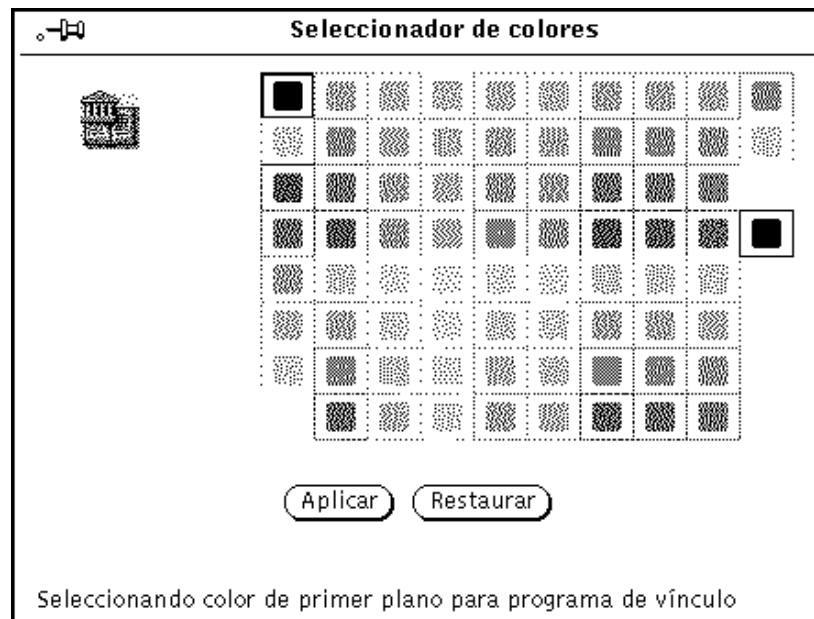 Seleccionador de colores
Aplicar Restaurar
Seleccionando color de primer plano para programa de vínculo